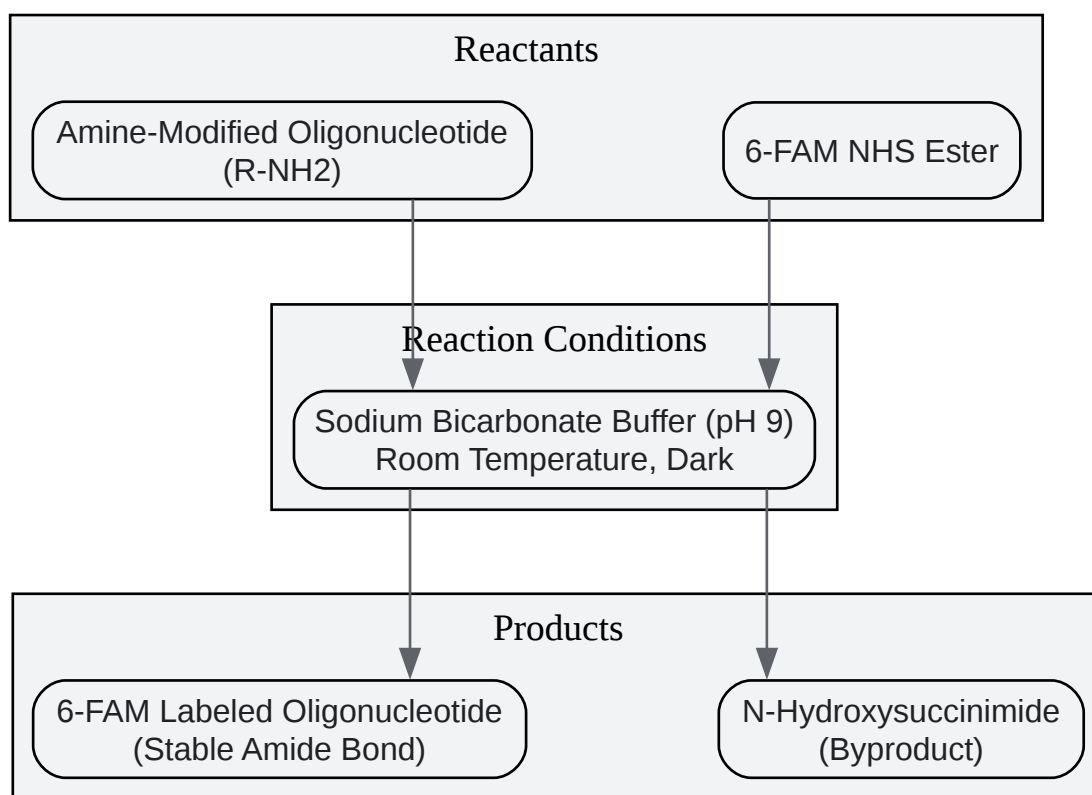 Reactants
Amine-Modified Oligonucleotide
(R-NH2)
6-FAM NHS Ester
Reaction Conditions
Sodium Bicarbonate Buffer (pH 9)
Room Temperature, Dark
Products
6-FAM Labeled Oligonucleotide
(Stable Amide Bond)
N-Hydroxysuccinimide
(Byproduct)